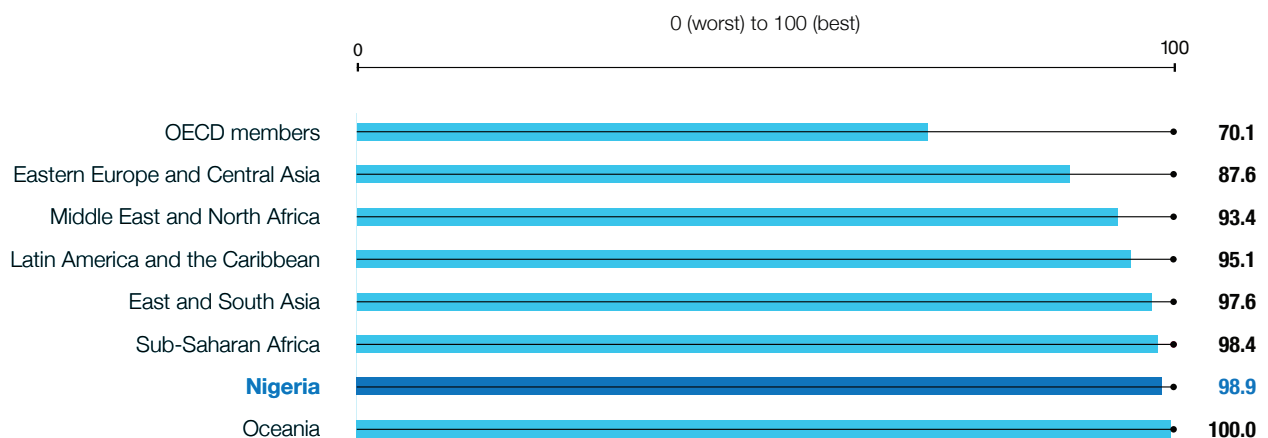 0 (worst) to 100 (best)
0 100
OECD members 70.1
Eastern Europe and Central Asia 87.6
Middle East and North Africa 93.4
Latin America and the Caribbean 95.1
East and South Asia 97.6
Sub-Saharan Africa 98.4
Nigeria 98.9
Oceania 100.0